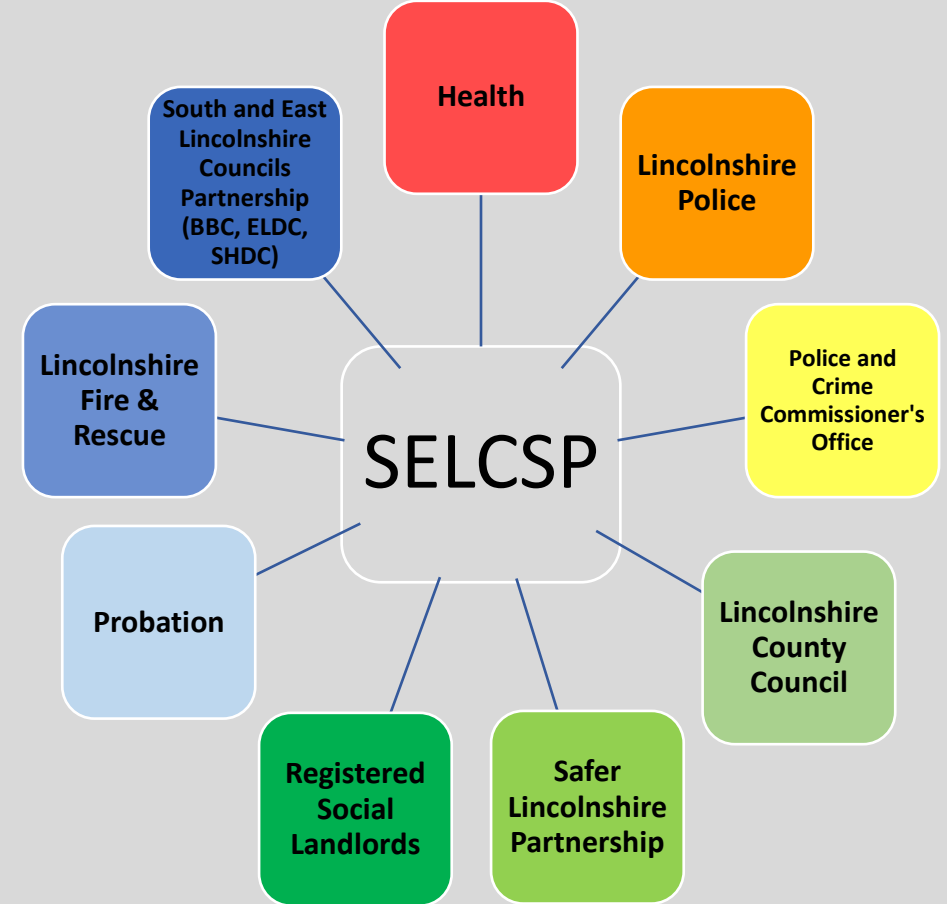 Health
South and East
Lincolnshire
Councils
Partnership
(BBC, ELDC,
SHDC)
Lincolnshire
Police
Lincolnshire
Fire &
Rescue
Police and
Crime
Commissioner's
Office
SELCSP
Probation
Lincolnshire
County
Council
Registered
Social
Landlords
Safer
Lincolnshire
Partnership